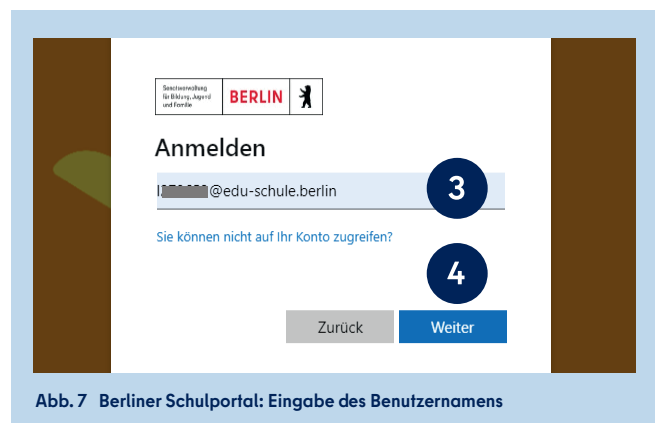 Senatsverwaltung
für Bildung, Jugend
und Familie
BERLIN
Anmelden
@edu-schule.berlin
3
Sie können nicht auf Ihr Konto zugreifen?
4
Zurück
Weiter
Abb. 7 Berliner Schulportal: Eingabe des Benutzernamens